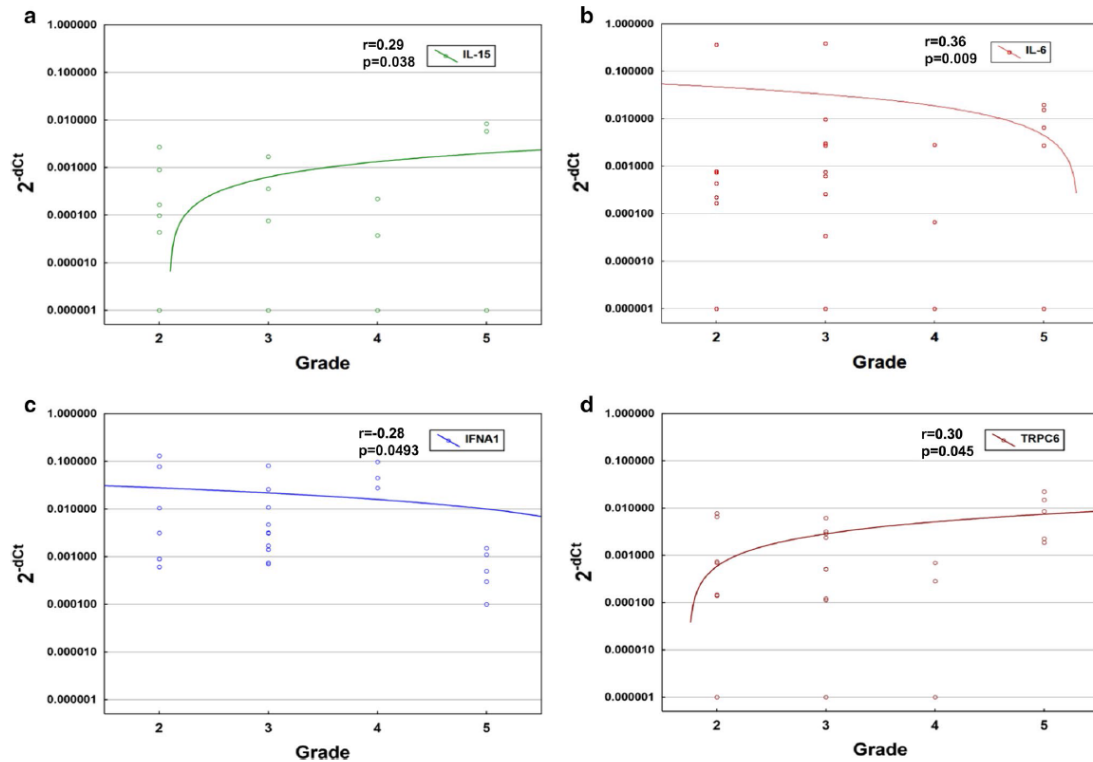 a
1.000000
r=0.29
p=0.038
IL-15
0.100000
0.010000
0.001000
0.000100
0.000010
0.000001
2^-dCt
2 3 4 5
Grade
b
1.000000
r=0.36
p=0.009
IL-6
0.100000
0.010000
0.001000
0.000100
0.000010
0.000001
2^-dCt
2 3 4 5
Grade
c
1.000000
r=-0.28
p=0.0493
IFNA1
0.100000
0.010000
0.001000
0.000100
0.000010
0.000001
2^-dCt
2 3 4 5
Grade
d
1.000000
r=0.30
p=0.045
TRPC6
0.100000
0.010000
0.001000
0.000100
0.000010
0.000001
2^-dCt
2 3 4 5
Grade